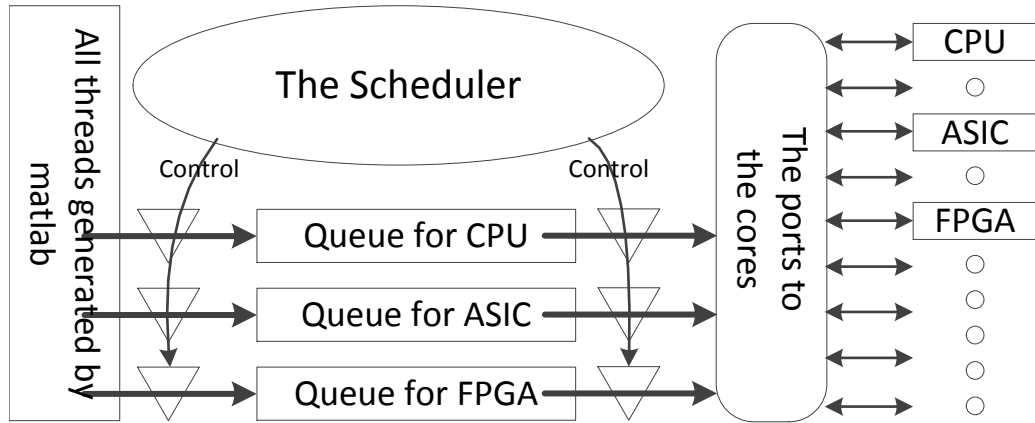 All threads generated by
matlab
The Scheduler
Control
Control
Queue for CPU
Queue for ASIC
Queue for FPGA
The ports to
the cores
CPU
ASIC
FPGA